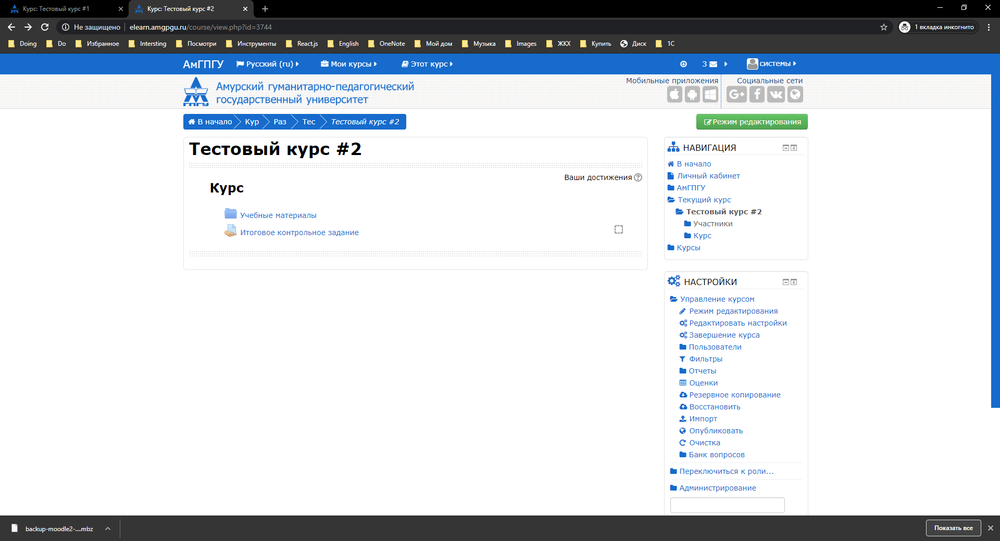 Курс: Тестовый курс #1
Курс: Тестовый курс #2
Не защищено
elearn.amgpgu.ru/course/view.php?id=3744
1 вкладка инкогнито
Doing
Do
Избранное
Intersting
Посмотри
Инструменты
React.js
English
OneNote
Мой дом
Музыка
Images
ЖКХ
Купить
Диск
1С
АмГПГУ
Русский (ru)
Мои курсы
Этот курс
3
системы
АмГПГУ
Амурский гуманитарно-педагогический
государственный университет
Мобильные приложения
Социальные сети
В начало
Кур
Раз
Тес
Тестовый курс #2
Режим редактирования
Тестовый курс #2
Ваши достижения
Курс
Учебные материалы
Итоговое контрольное задание
НАВИГАЦИЯ
В начало
Личный кабинет
АмГПГУ
Текущий курс
Тестовый курс #2
Участники
Курс
Курсы
НАСТРОЙКИ
Управление курсом
Режим редактирования
Редактировать настройки
Завершение курса
Пользователи
Фильтры
Отчеты
Оценки
Резервное копирование
Восстановить
Импорт
Опубликовать
Очистка
Банк вопросов
Переключиться к роли...
Администрирование
backup-moodle2-....mbz
Показать все